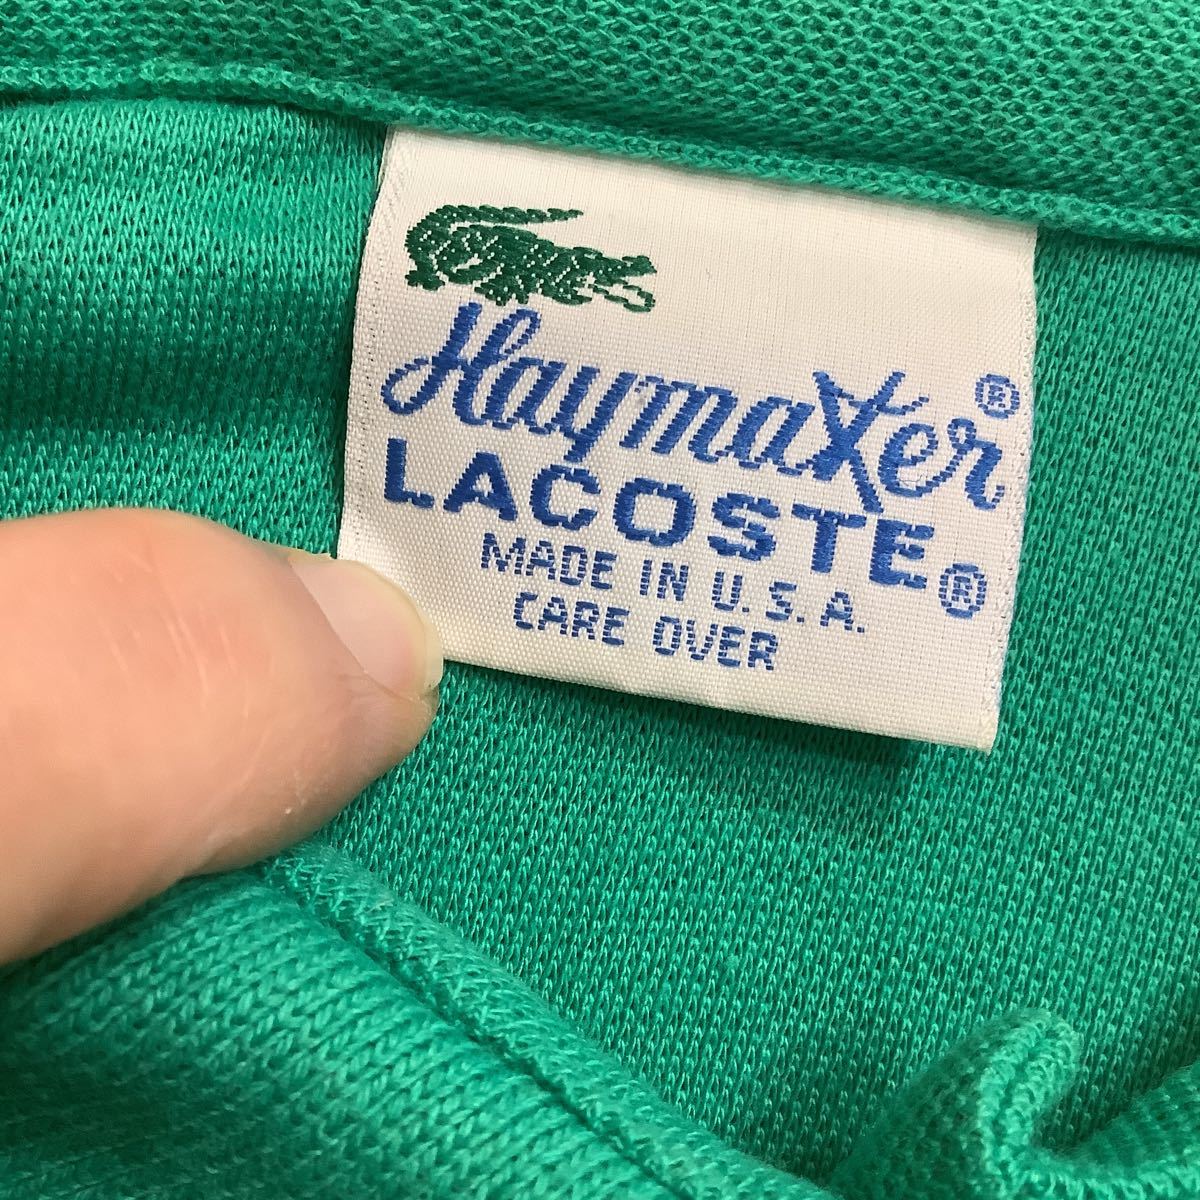 Haymaker®
LACOSTE®
MADE IN U.S.A.
CARE OVER